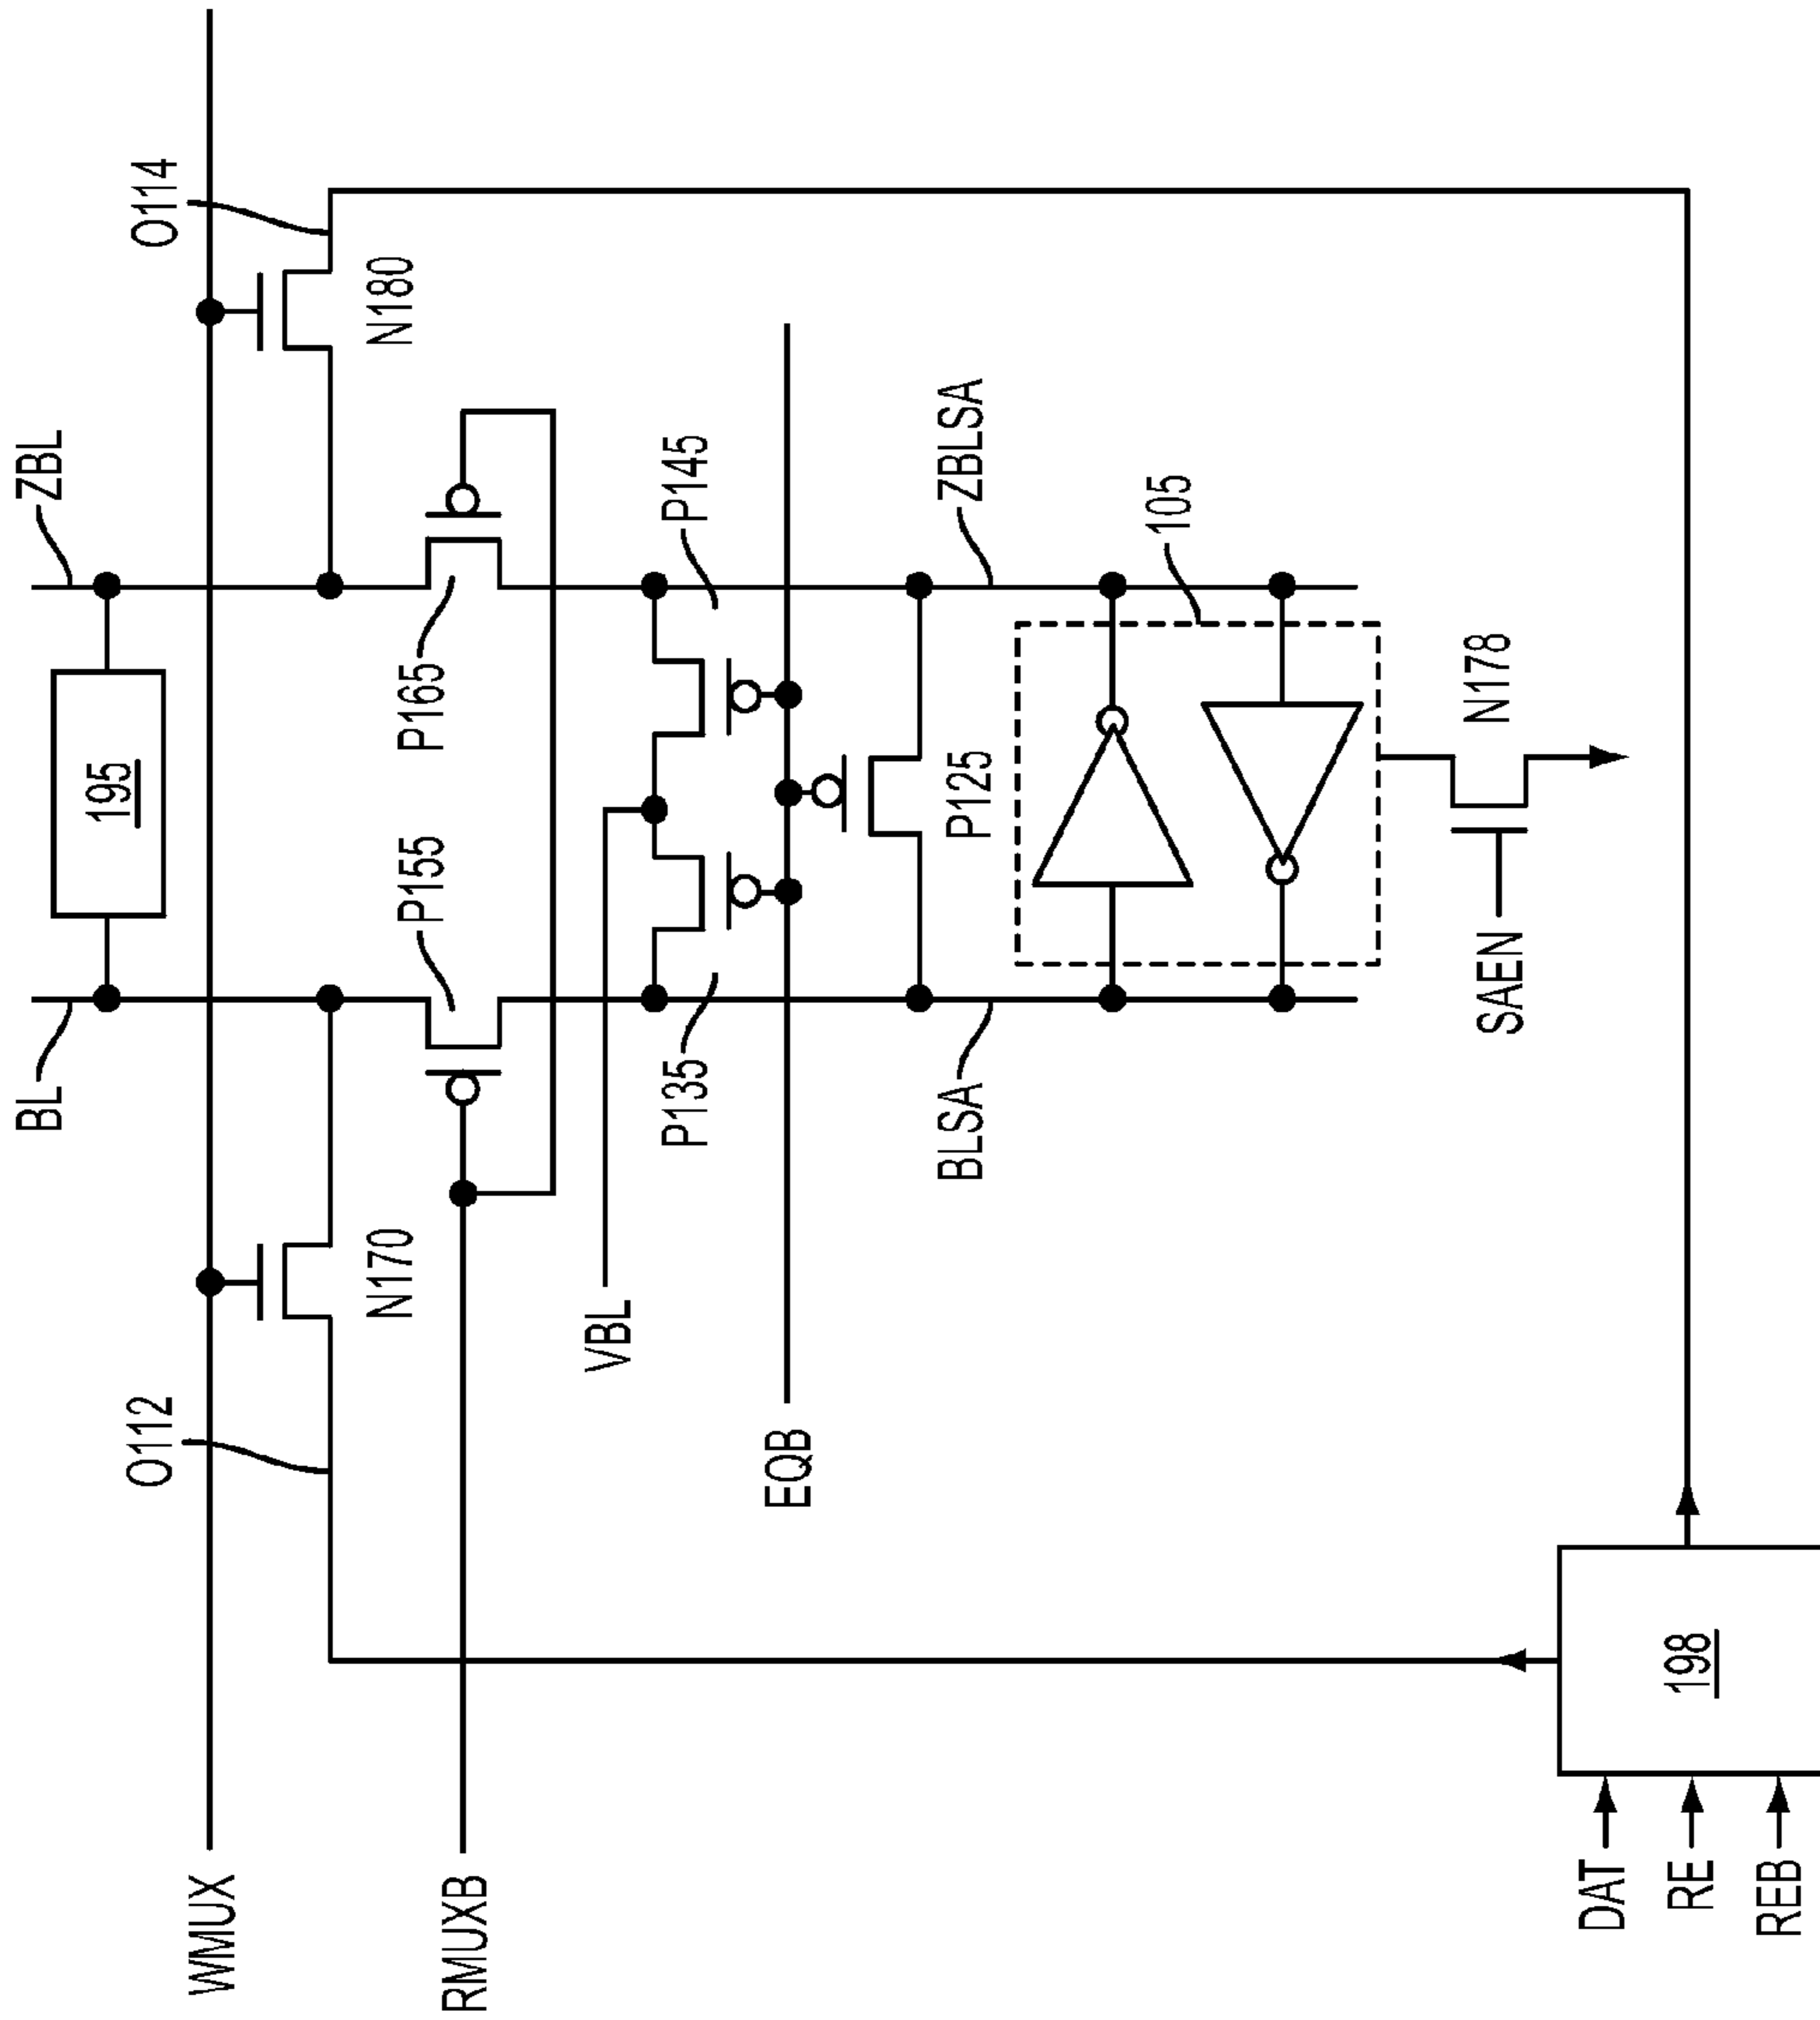 BL
ZBL
195
O112
O114
WMUX
N170
N180
P155
P165
RMUXB
VBL
P135
P145
EQB
P125
BLSA
ZBLSA
105
SAEN
N178
DAT
RE
REB
198